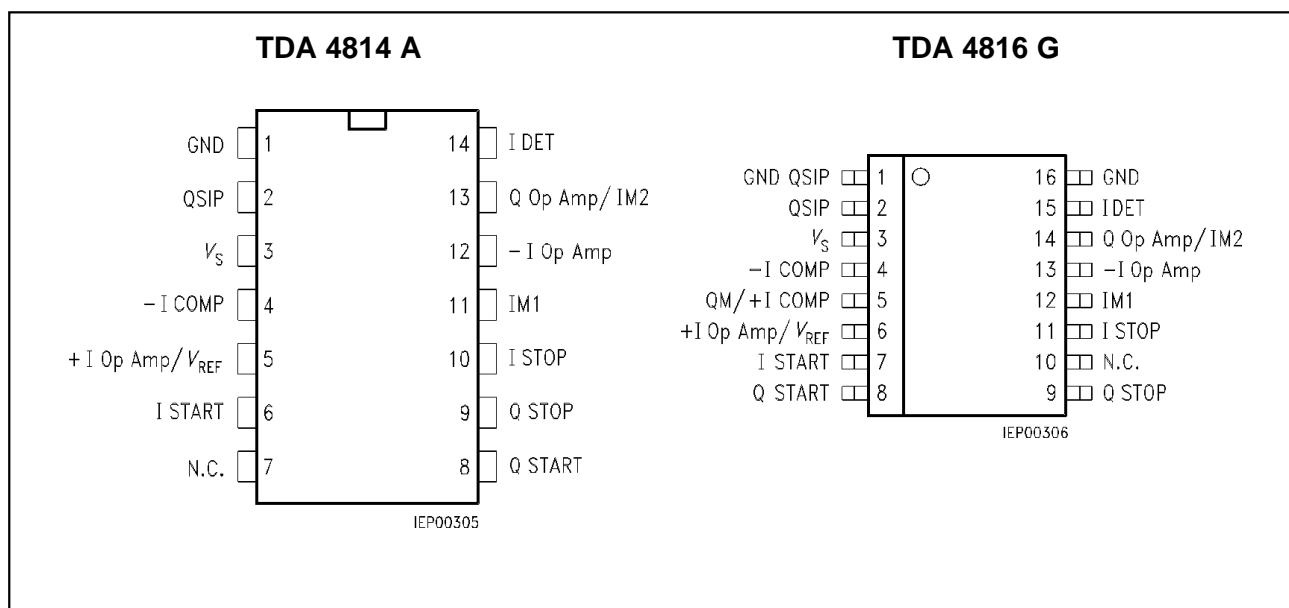 TDA 4814 A
GND 1
QSIP 2
VS 3
−I COMP 4
+I Op Amp/VREF 5
I START 6
N.C. 7
14 I DET
13 Q Op Amp/IM2
12 −I Op Amp
11 IM1
10 I STOP
9 Q STOP
8 Q START
IEP00305
TDA 4816 G
GND QSIP 1
QSIP 2
VS 3
−I COMP 4
QM/+I COMP 5
+I Op Amp/VREF 6
I START 7
Q START 8
16 GND
15 I DET
14 Q Op Amp/IM2
13 −I Op Amp
12 IM1
11 I STOP
10 N.C.
9 Q STOP
IEP00306